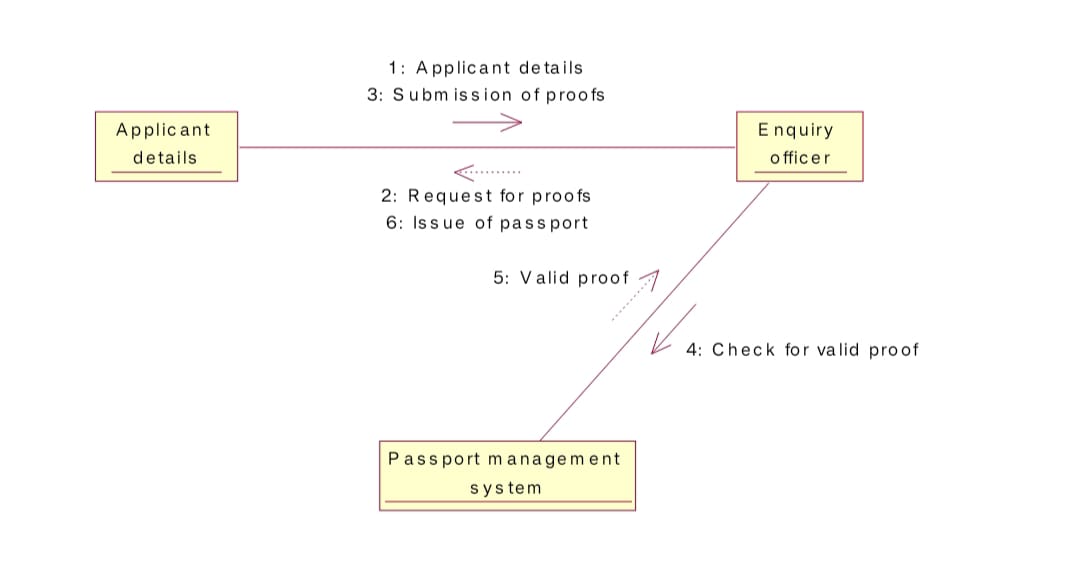 1: Applicant details
3: Submission of proofs
Applicant
details
Enquiry
officer
2: Request for proofs
6: Issue of passport
5: Valid proof
4: Check for valid proof
Passport management
system